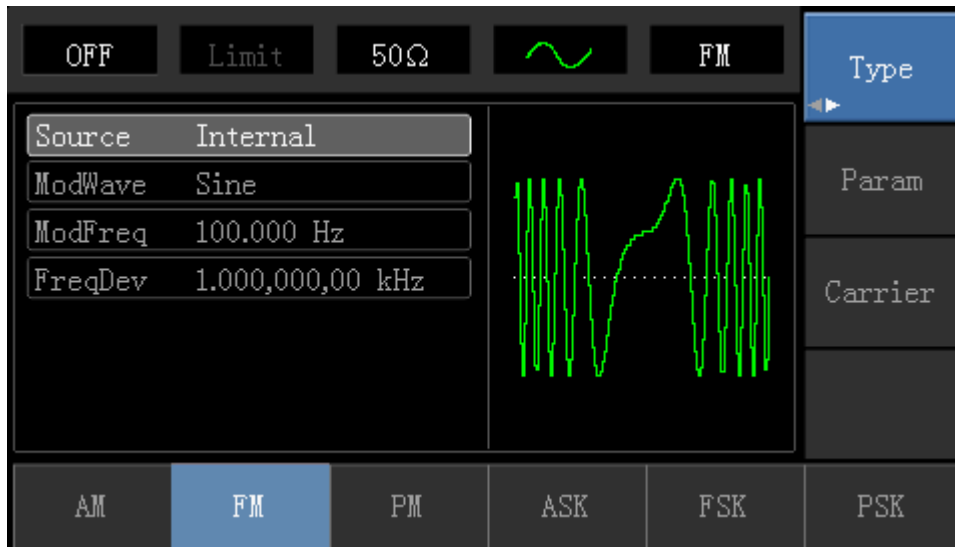 OFF Limit 50Ω FM
Type
Source Internal
ModWave Sine
ModFreq 100.000 Hz
FreqDev 1.000,000,00 kHz
Param
Carrier
AM FM PM ASK FSK PSK